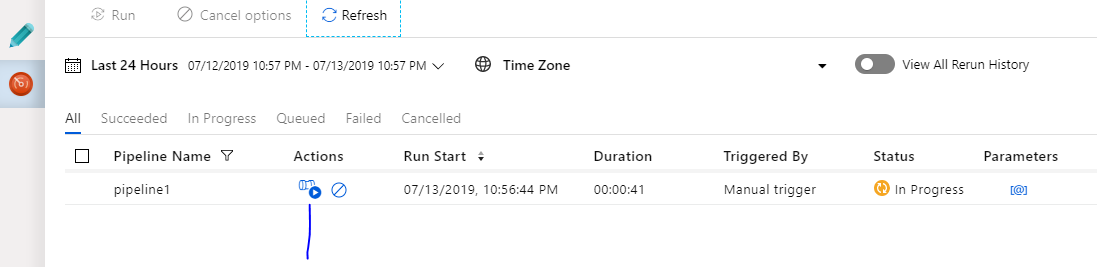 Run Cancel options Refresh
Last 24 Hours 07/12/2019 10:57 PM - 07/13/2019 10:57 PM Time Zone View All Rerun History
All Succeeded In Progress Queued Failed Cancelled
Pipeline Name Actions Run Start Duration Triggered By Status Parameters
pipeline1 07/13/2019, 10:56:44 PM 00:00:41 Manual trigger In Progress [@]